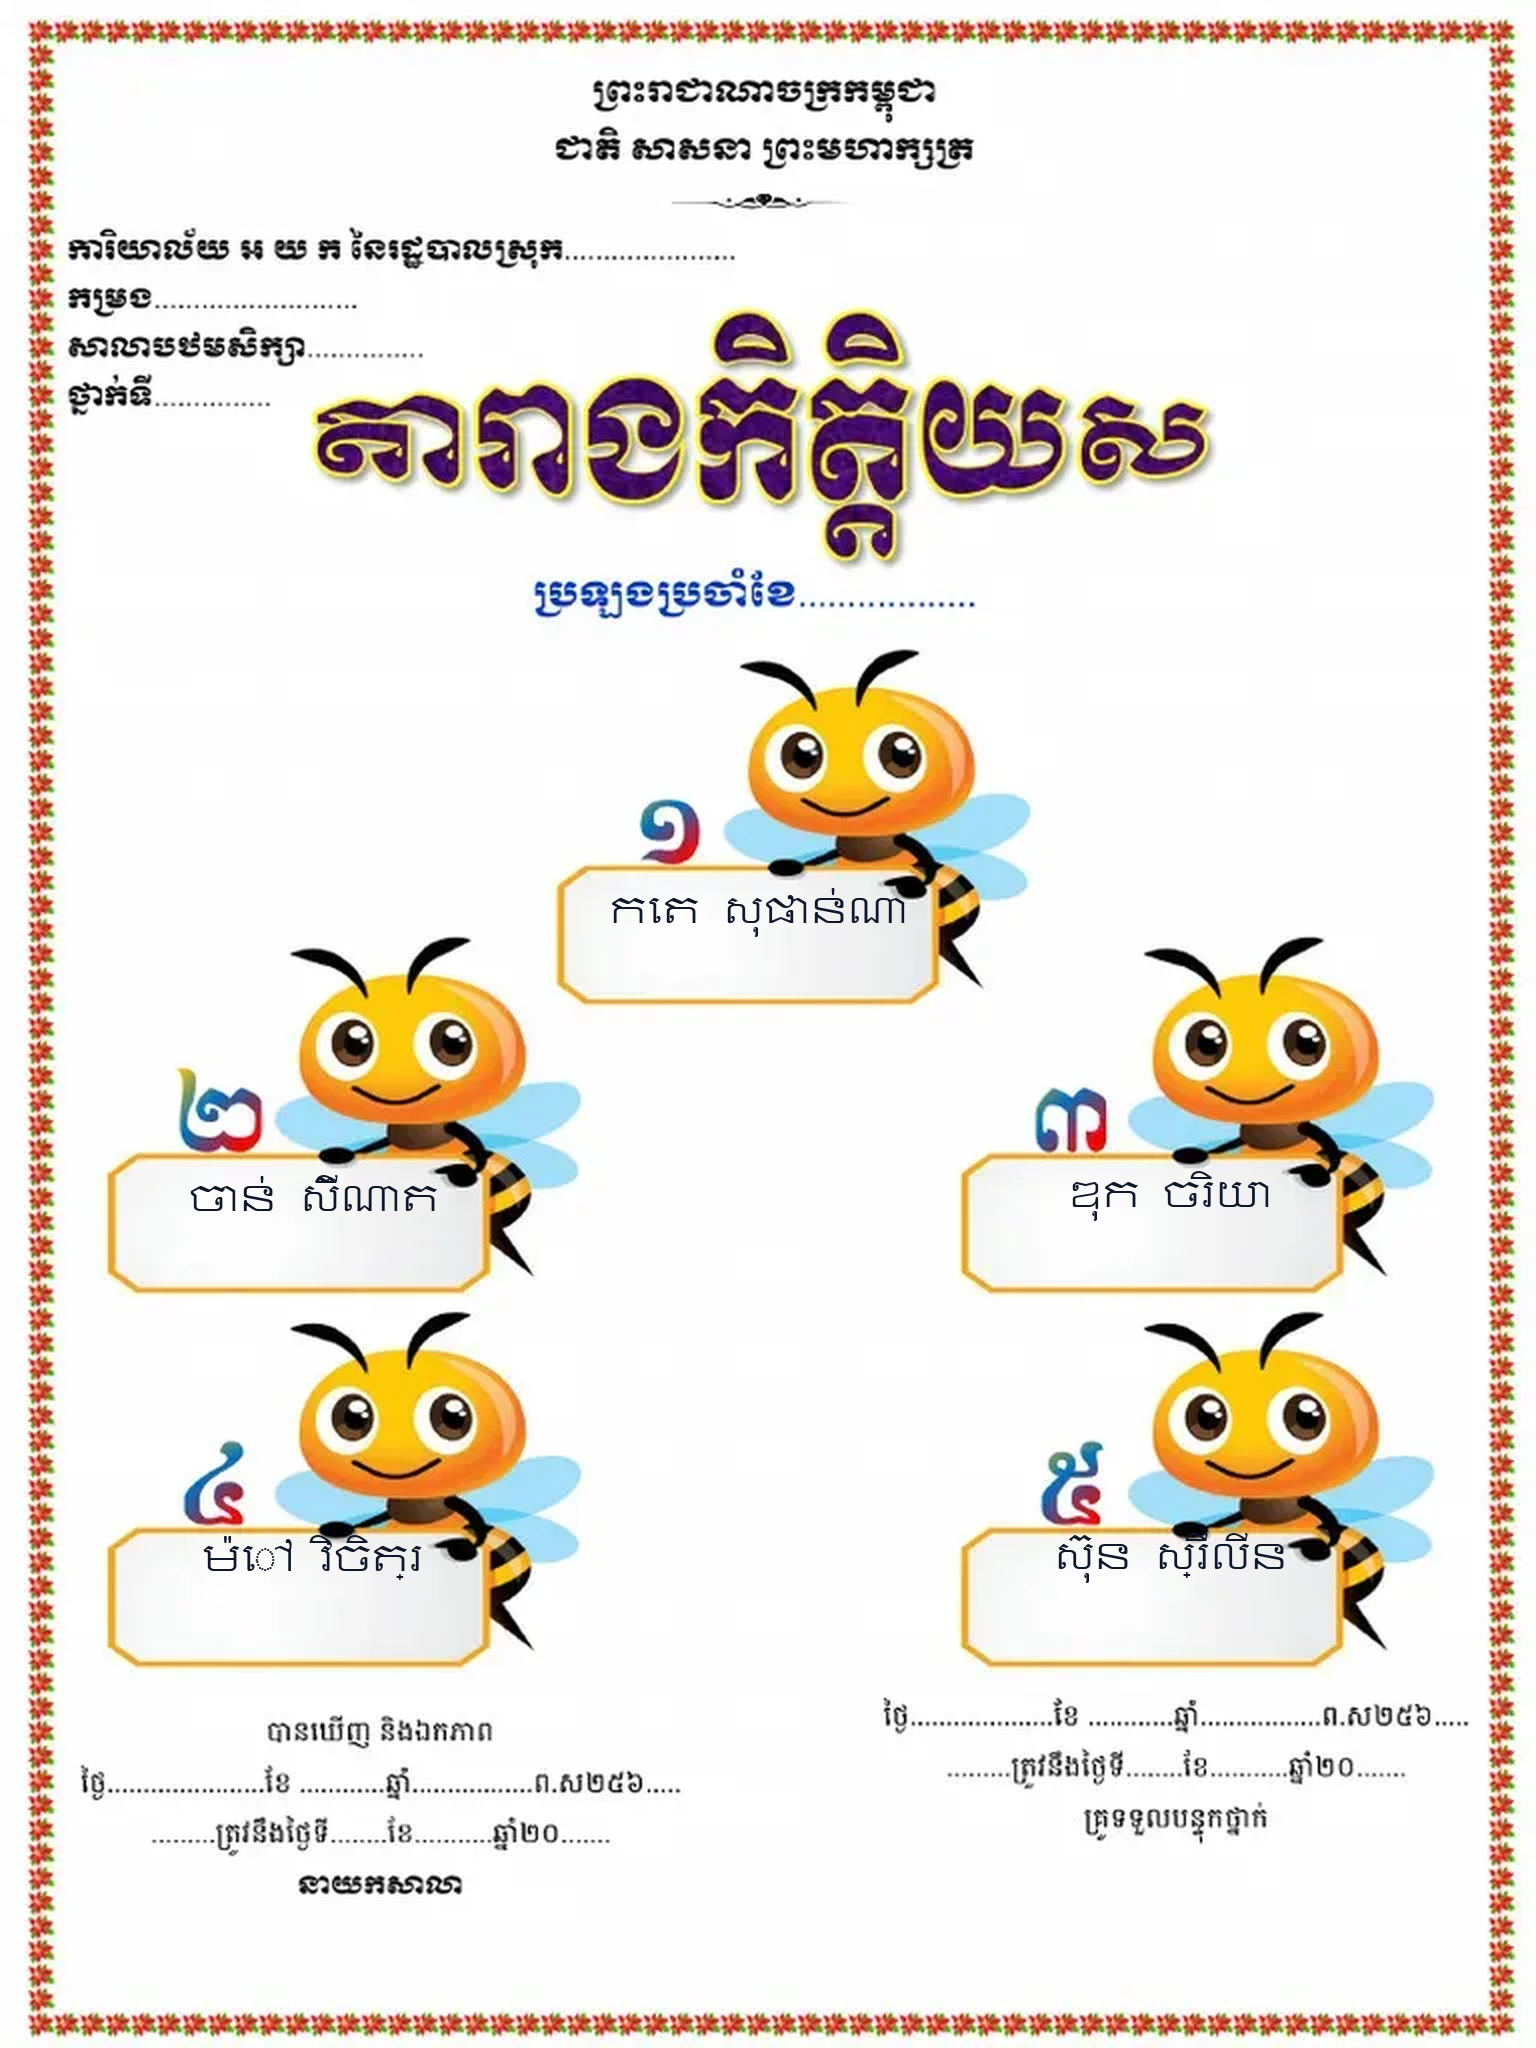 ព្រះរាជាណាចក្រកម្ពុជា
ជាតិ សាសនា ព្រះមហាក្សត្រ
ការិយាល័យ អ យ ក នៃរដ្ឋបាលស្រុក......................
កម្រង..........................
សាលាបឋមសិក្សា...............
ថ្នាក់ទី...............
តារាងកិត្តិយស
ប្រឡងប្រចាំខែ..................
១
កតេ សុផាន់ណា
២
ចាន់ ស៊ីណាត
៣
ឌុក ចរិយា
៤
ម៉ៅ វិចិត្រ
៥
ស៊ុន ស្រីលីន
ថ្ងៃ....................ខែ ............ឆ្នាំ.................ព.ស២៥៦.....
.........ត្រូវនឹងថ្ងៃទី........ខែ...........ឆ្នាំ២០.......
គ្រូទទួលបន្ទុកថ្នាក់
បានឃើញ និងឯកភាព
ថ្ងៃ......................ខែ ............ឆ្នាំ.................ព.ស២៥៦.....
.........ត្រូវនឹងថ្ងៃទី........ខែ...........ឆ្នាំ២០.......
នាយកសាលា